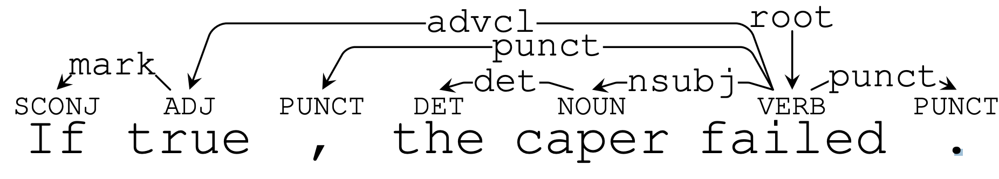 root
advcl
punct
mark det nsubj punct
SCONJ ADJ PUNCT DET NOUN VERB PUNCT
If true , the caper failed .